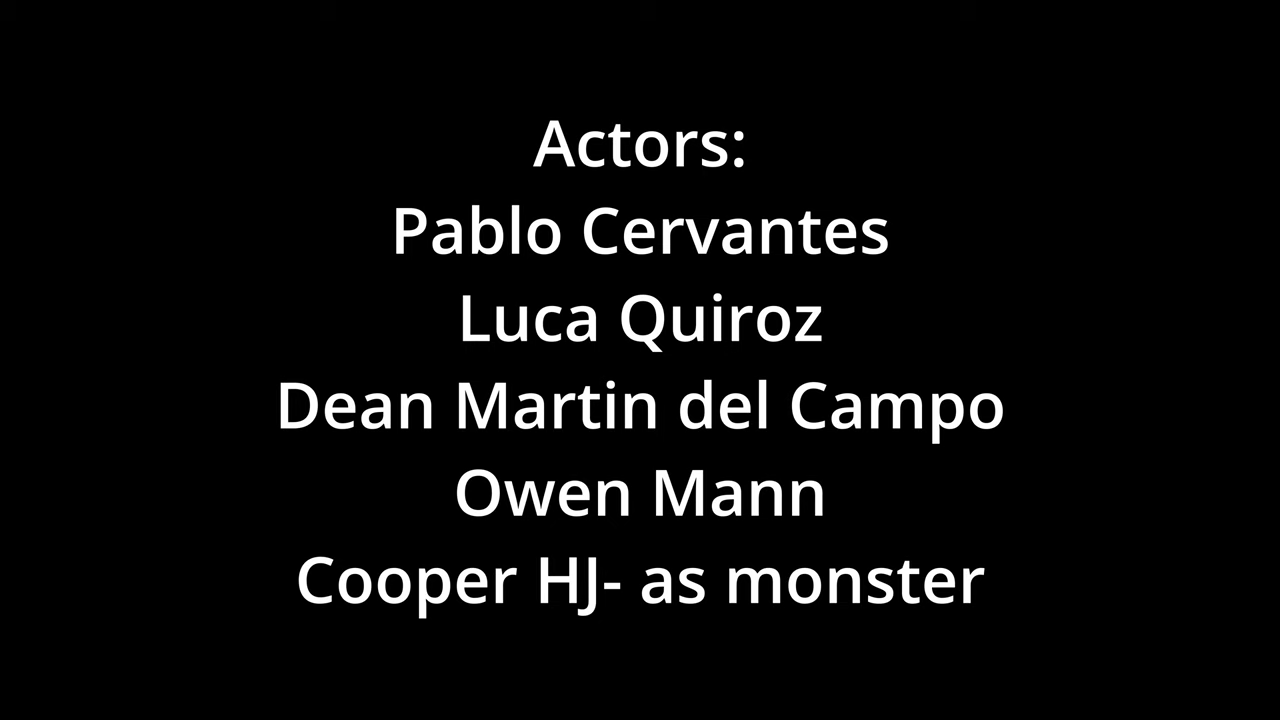 Actors:
Pablo Cervantes
Luca Quiroz
Dean Martin del Campo
Owen Mann
Cooper HJ- as monster